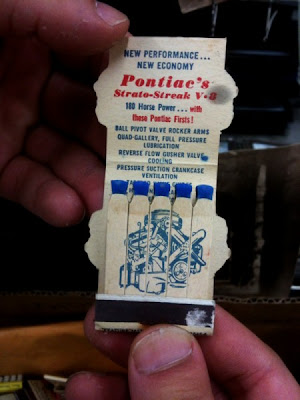 NEW PERFORMANCE...
NEW ECONOMY
Pontiac's
Strato-Streak V-8
180 Horse Power... with
these Pontiac Firsts!
BALL PIVOT VALVE ROCKER ARMS
QUAD-GALLERY, FULL PRESSURE
LUBRICATION
REVERSE FLOW GUSHER VALVE
COOLING
PRESSURE SUCTION CRANKCASE
VENTILATION